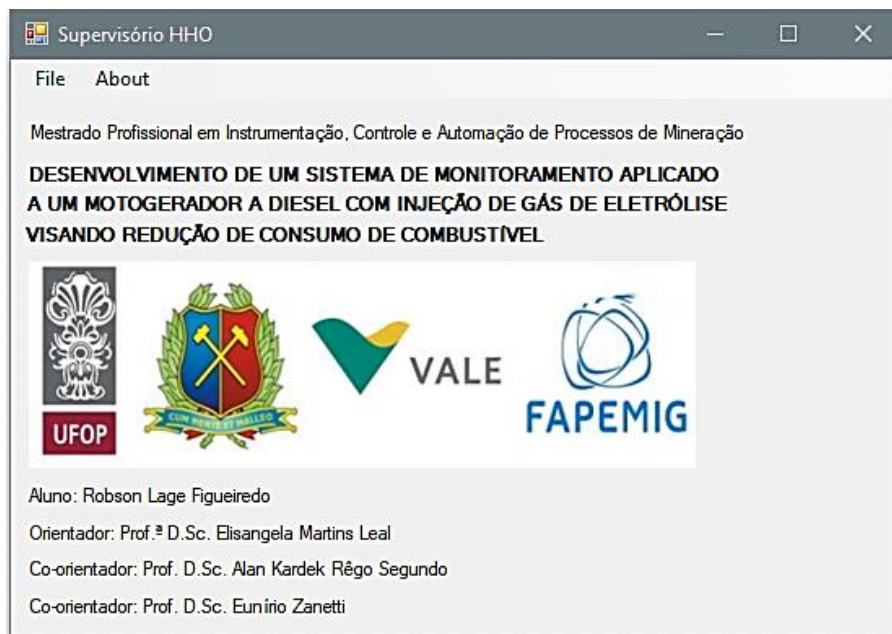 Supervisório HHO
File About
Mestrado Profissional em Instrumentação, Controle e Automação de Processos de Mineração
DESENVOLVIMENTO DE UM SISTEMA DE MONITORAMENTO APLICADO
A UM MOTOGERADOR A DIESEL COM INJEÇÃO DE GÁS DE ELETRÓLISE
VISANDO REDUÇÃO DE CONSUMO DE COMBUSTÍVEL
UFOP
CUM MENTE ET MALLEO
VALE
FAPEMIG
Aluno: Robson Lage Figueiredo
Orientador: Prof.ª D.Sc. Elisangela Martins Leal
Co-orientador: Prof. D.Sc. Alan Kardek Rêgo Segundo
Co-orientador: Prof. D.Sc. Eunírio Zanetti